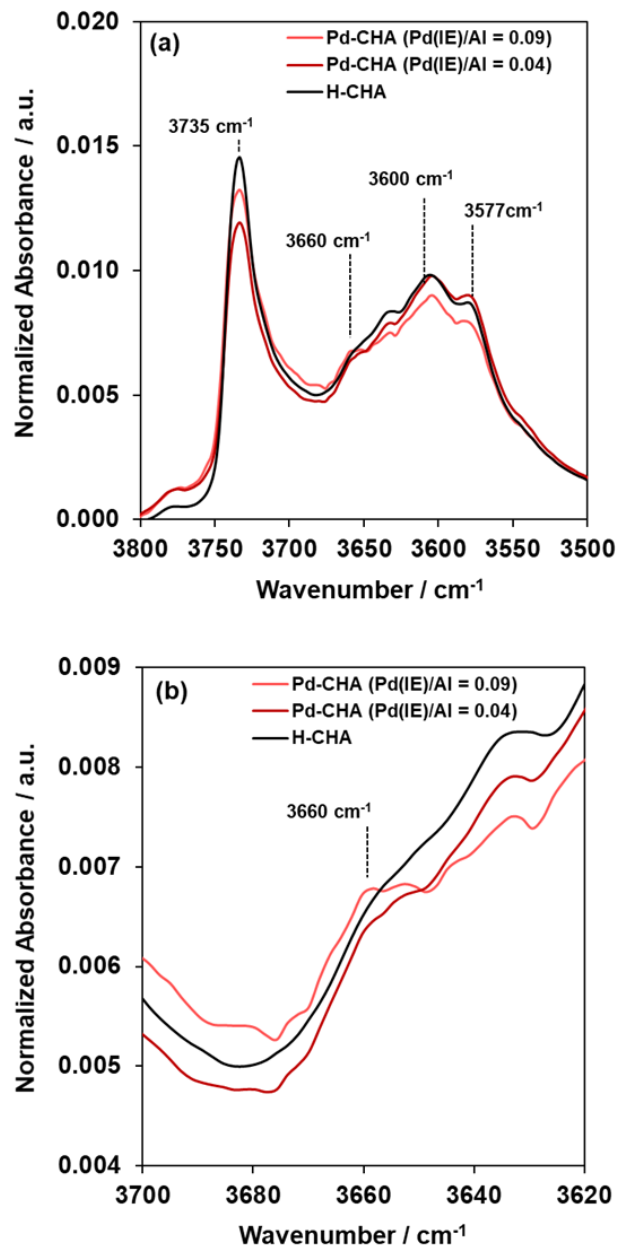 0.020
(a)
Pd-CHA (Pd(IE)/Al = 0.09)
Pd-CHA (Pd(IE)/Al = 0.04)
H-CHA
3735 cm⁻¹
0.015
3600 cm⁻¹
3660 cm⁻¹
3577cm⁻¹
0.010
0.005
0.000
Normalized Absorbance / a.u.
3800 3750 3700 3650 3600 3550 3500
Wavenumber / cm⁻¹
0.009
(b)
Pd-CHA (Pd(IE)/Al = 0.09)
Pd-CHA (Pd(IE)/Al = 0.04)
H-CHA
0.008
3660 cm⁻¹
0.007
0.006
0.005
0.004
Normalized Absorbance / a.u.
3700 3680 3660 3640 3620
Wavenumber / cm⁻¹